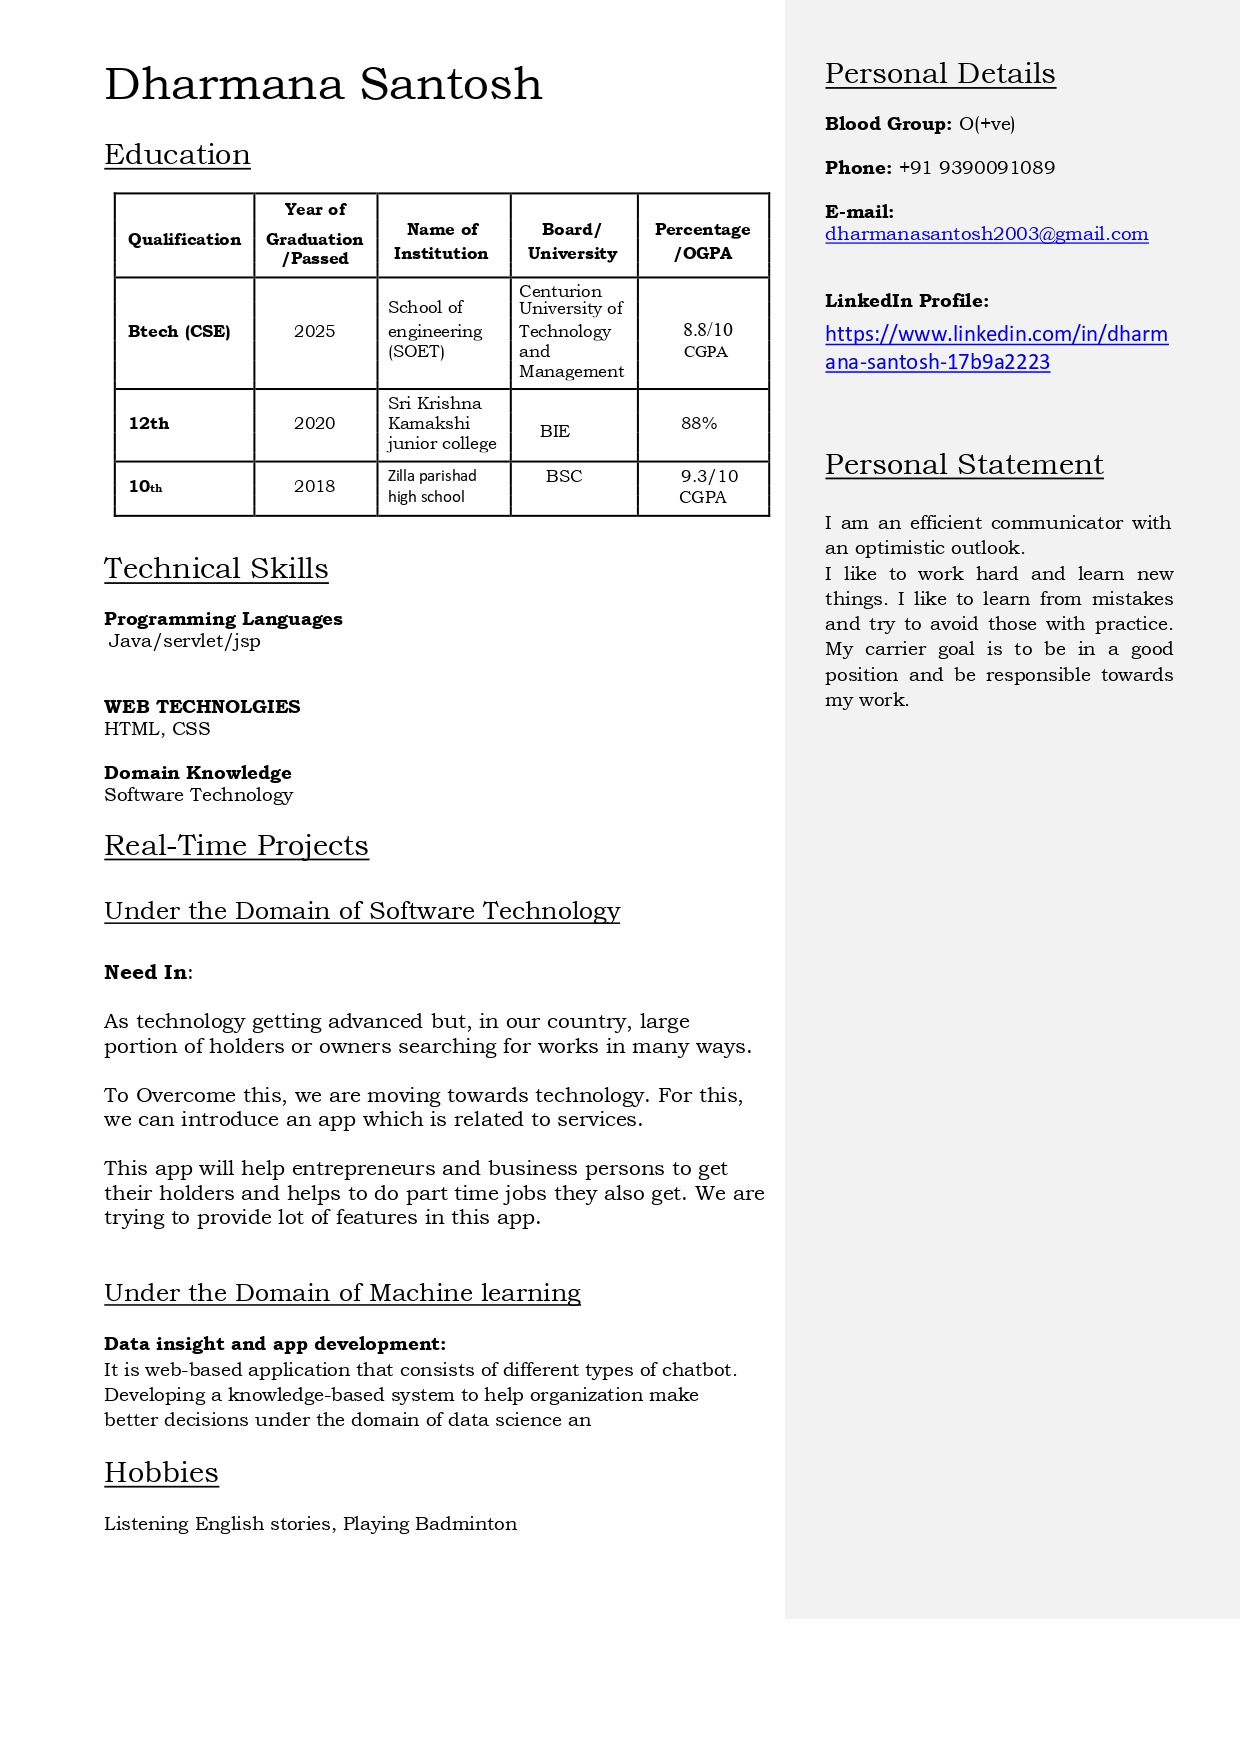 Dharmana Santosh
Education
Qualification
Year of
Graduation
/Passed
Name of
Institution
Board/
University
Percentage
/OGPA
Btech (CSE)
2025
School of
engineering
(SOET)
Centurion
University of
Technology
and
Management
8.8/10
CGPA
12th
2020
Sri Krishna
Kamakshi
junior college
BIE
88%
10th
2018
Zilla parishad
high school
BSC
9.3/10
CGPA
Technical Skills
Programming Languages
Java/servlet/jsp
WEB TECHNOLGIES
HTML, CSS
Domain Knowledge
Software Technology
Real-Time Projects
Under the Domain of Software Technology
Need In:
As technology getting advanced but, in our country, large
portion of holders or owners searching for works in many ways.
To Overcome this, we are moving towards technology. For this,
we can introduce an app which is related to services.
This app will help entrepreneurs and business persons to get
their holders and helps to do part time jobs they also get. We are
trying to provide lot of features in this app.
Under the Domain of Machine learning
Data insight and app development:
It is web-based application that consists of different types of chatbot.
Developing a knowledge-based system to help organization make
better decisions under the domain of data science an
Hobbies
Listening English stories, Playing Badminton
Personal Details
Blood Group: O(+ve)
Phone: +91 9390091089
E-mail:
dharmanasantosh2003@gmail.com
LinkedIn Profile:
https://www.linkedin.com/in/dharm
ana-santosh-17b9a2223
Personal Statement
I am an efficient communicator with
an optimistic outlook.
I like to work hard and learn new
things. I like to learn from mistakes
and try to avoid those with practice.
My carrier goal is to be in a good
position and be responsible towards
my work.